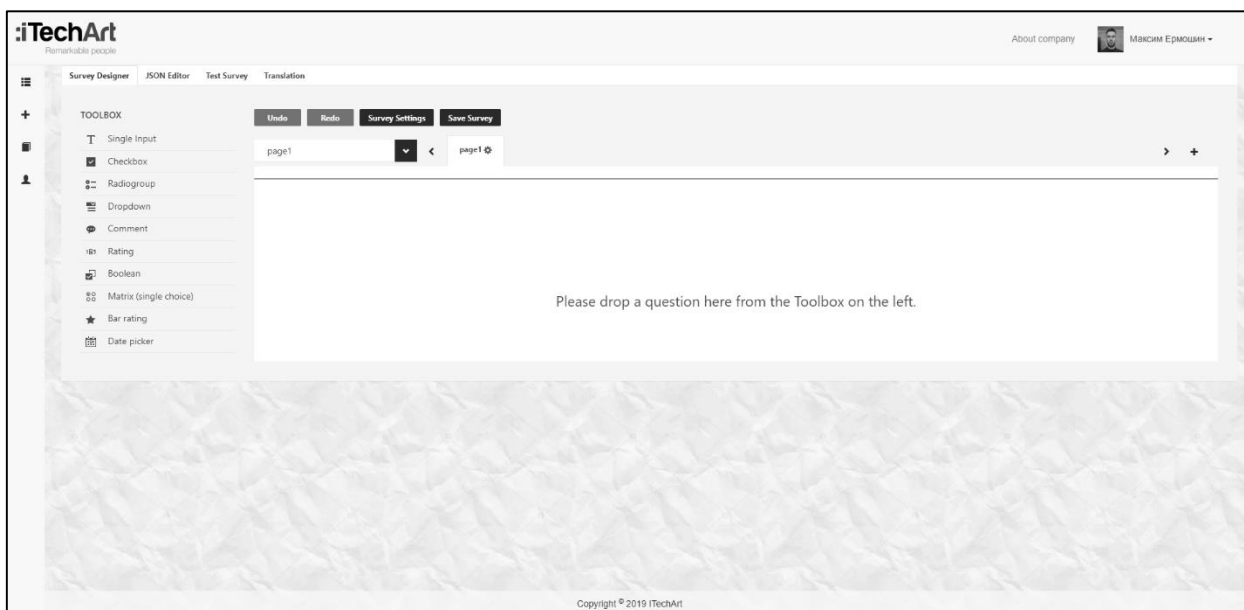 :iTechArt
Remarkable people
About company
Максим Ермошин
Survey Designer JSON Editor Test Survey Translation
TOOLBOX
Single Input
Checkbox
Radiogroup
Dropdown
Comment
Rating
Boolean
Matrix (single choice)
Bar rating
Date picker
Undo Redo Survey Settings Save Survey
page1 page1
Please drop a question here from the Toolbox on the left.
Copyright © 2019 ITechArt